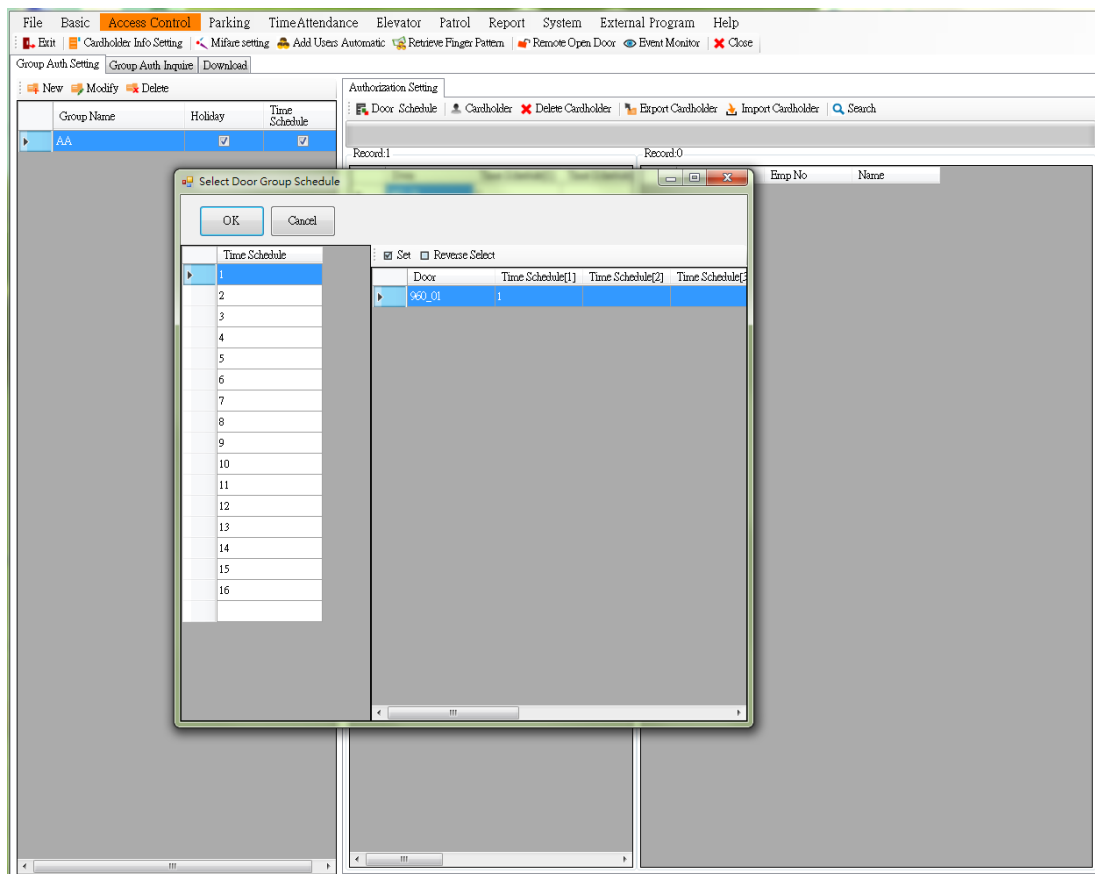 File Basic Access Control Parking TimeAttendance Elevator Patrol Report System External Program Help
Exit Cardholder Info Setting Mifare setting Add Users Automatic Retrieve Finger Pattern Remote Open Door Event Monitor Close
Group Auth Setting Group Auth Inquire Download
New Modify Delete
Group Name Holiday Time Schedule
AA
Authorization Setting
Door Schedule Cardholder Delete Cardholder Export Cardholder Import Cardholder Search
Record:1 Record:0
Emp No Name
Select Door Group Schedule
OK Cancel
Time Schedule
1
2
3
4
5
6
7
8
9
10
11
12
13
14
15
16
Set Reverse Select
Door Time Schedule[1] Time Schedule[2] Time Schedule[3
960_01 1